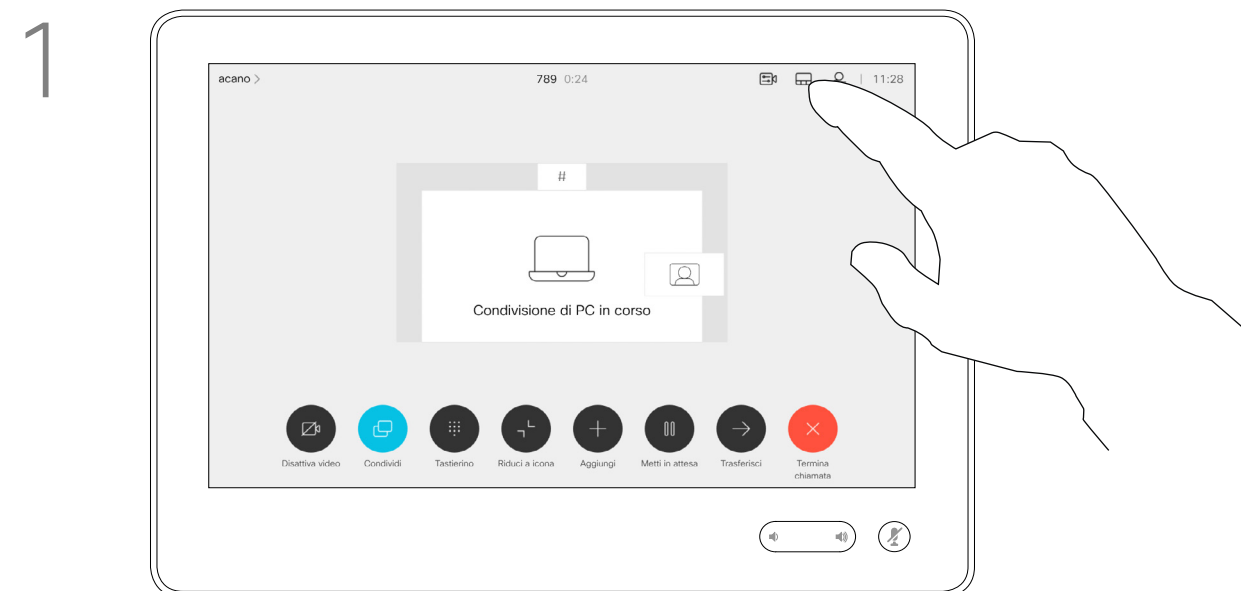 1
acano >
789 0:24
11:28
#
Condivisione di PC in corso
Disattiva video
Condividi
Tastierino
Riduci a icona
Aggiungi
Metti in attesa
Trasferisci
Termina
chiamata